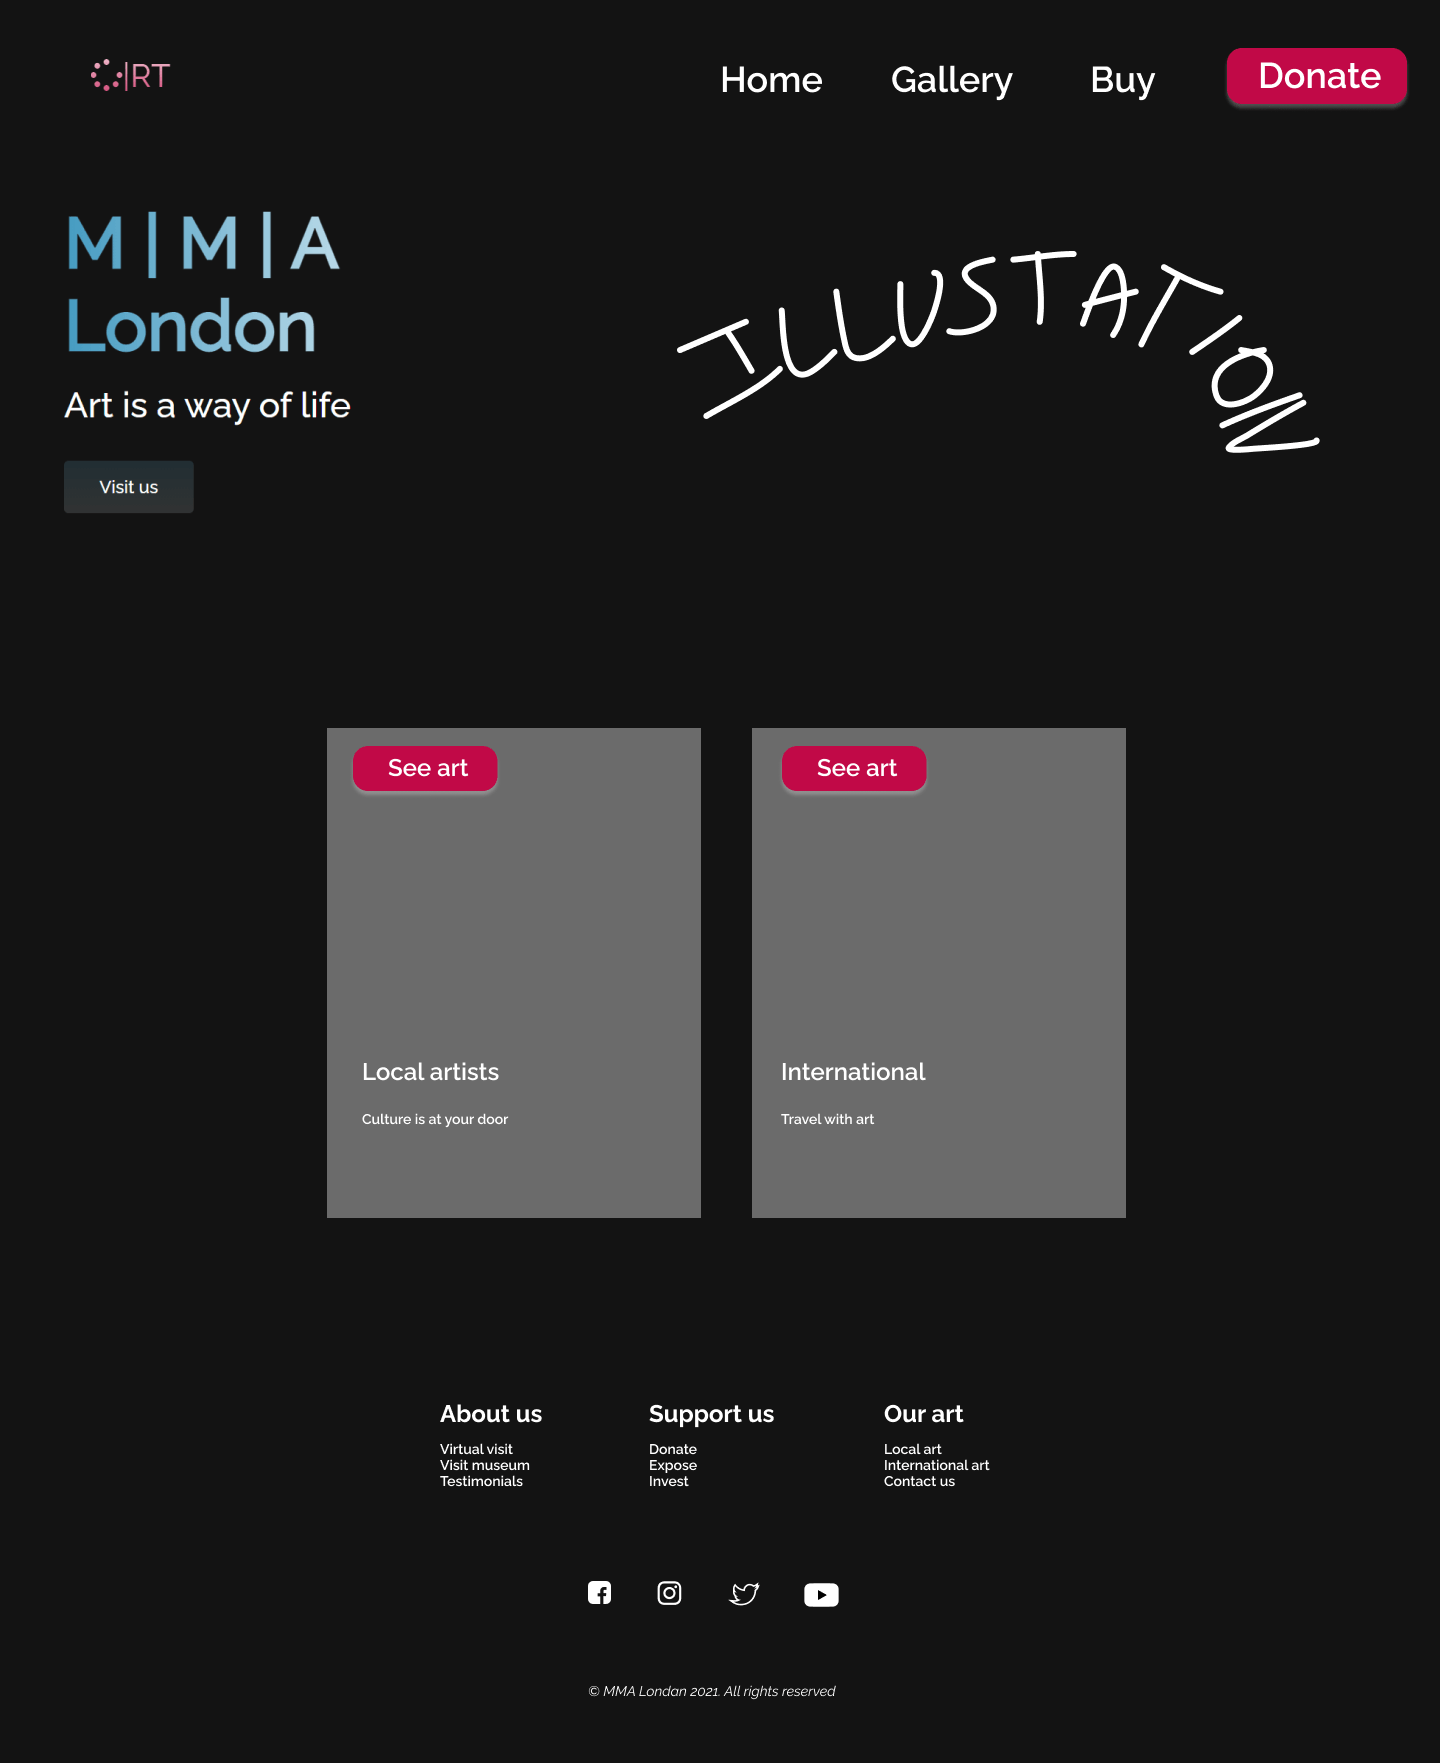 O|RT
Home Gallery Buy Donate
M|M|A
London
Art is a way of life
Visit us
ILLUSTATION
See art
See art
Local artists
Culture is at your door
International
Travel with art
About us
Virtual visit
Visit museum
Testimonials
Support us
Donate
Expose
Invest
Our art
Local art
International art
Contact us
© MMA Londan 2021. All rights reserved